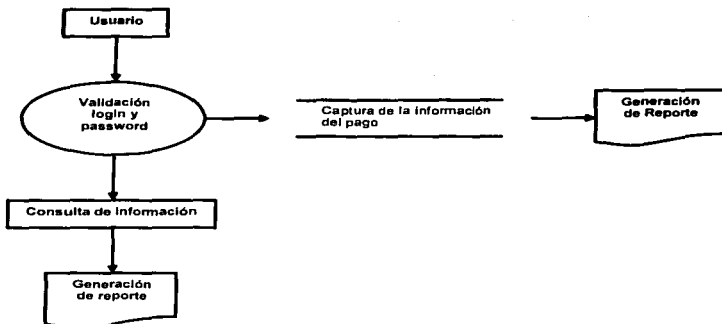 Usuario
Validación
login y
password
Captura de la información
del pago
Generación
de Reporte
Consulta de información
Generación
de reporte